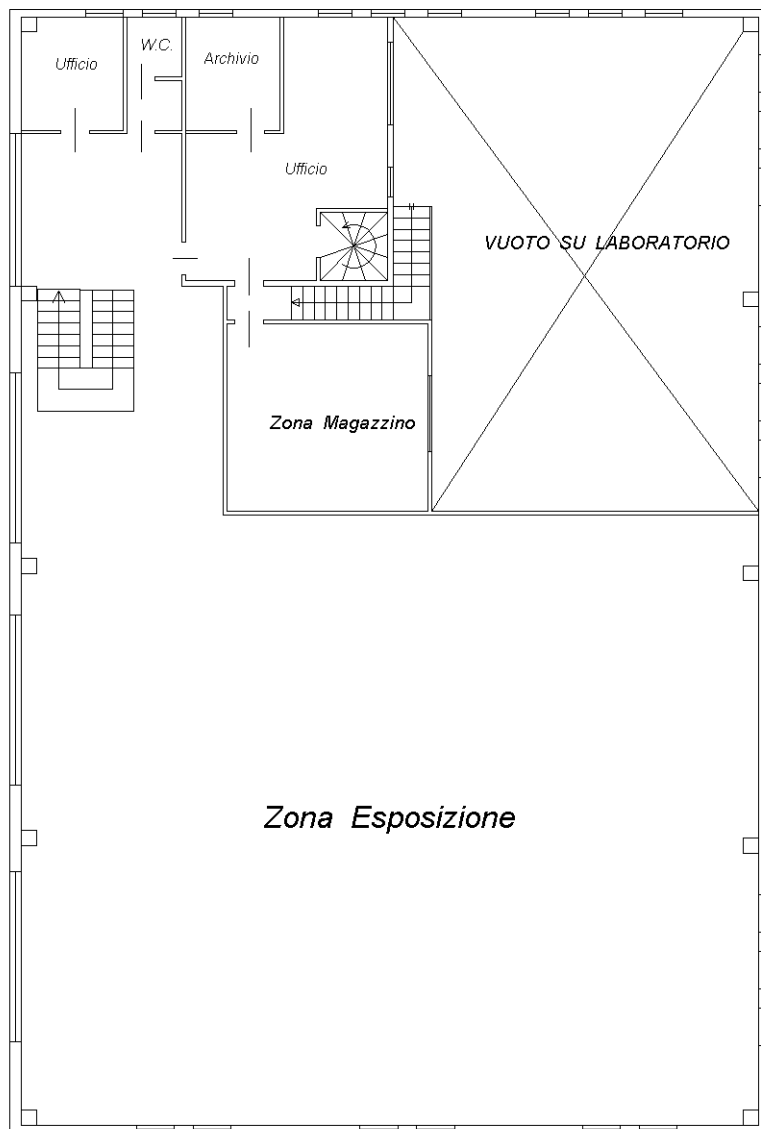 W.C.
Ufficio
Archivio
Ufficio
VUOTO SU LABORATORIO
Zona Magazzino
Zona Esposizione